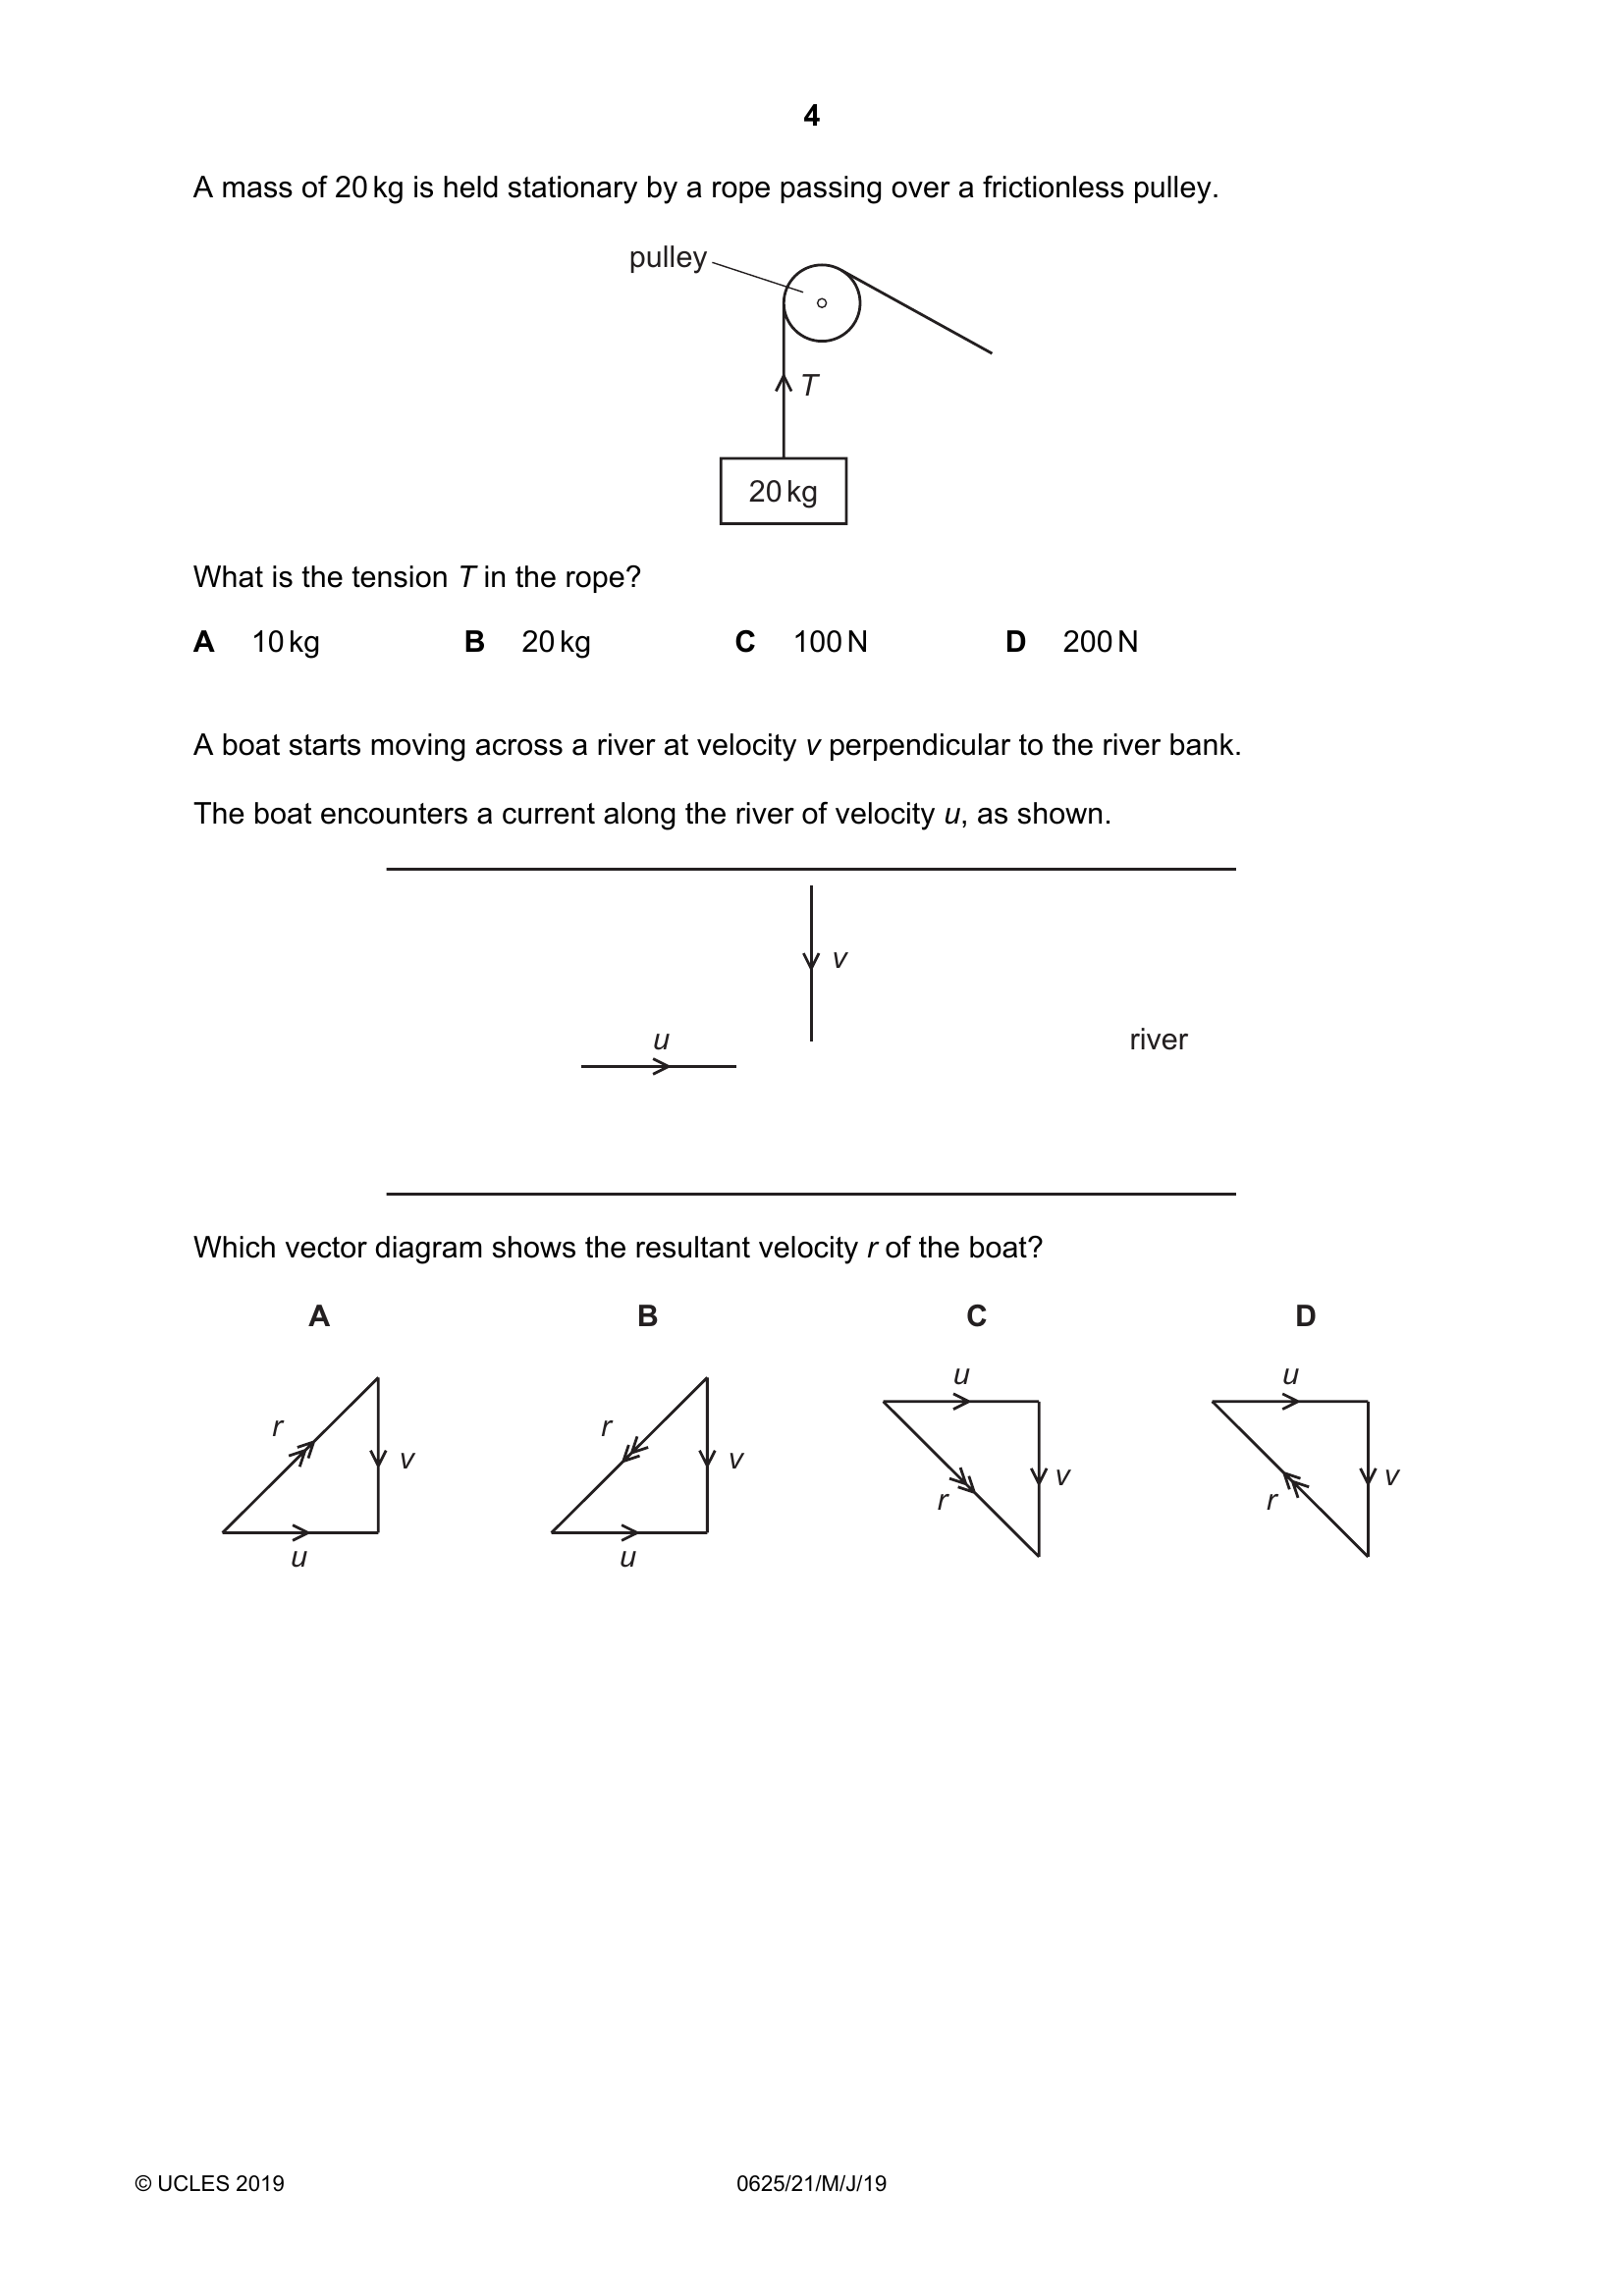 4
A mass of 20 kg is held stationary by a rope passing over a frictionless pulley.
pulley
T
20 kg
What is the tension T in the rope?
A 10 kg B 20 kg C 100 N D 200 N
A boat starts moving across a river at velocity v perpendicular to the river bank.
The boat encounters a current along the river of velocity u, as shown.
v
u river
Which vector diagram shows the resultant velocity r of the boat?
A B C D
u u
r v r v v v
r r
u u
© UCLES 2019 0625/21/M/J/19